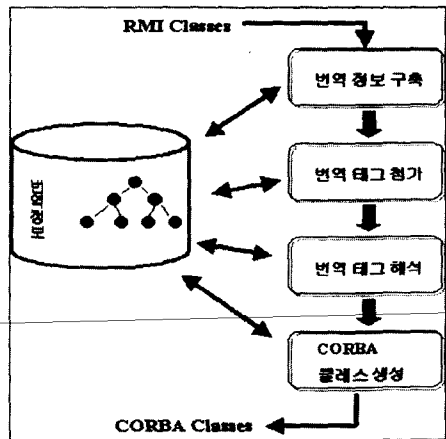 RMI Classes
번역 정보 구축
번역 태그 첨가
번역 태그 해석
CORBA
클래스 생성
CORBA Classes